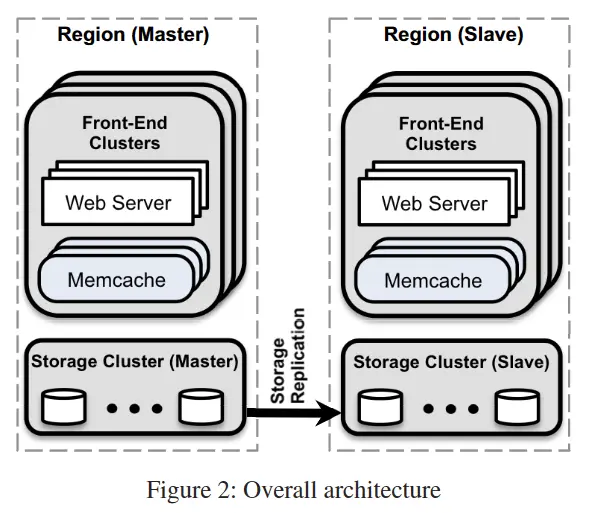 Region (Master)
Front-End
Clusters
Web Server
Memcache
Storage Cluster (Master)
Storage
Replication
Region (Slave)
Front-End
Clusters
Web Server
Memcache
Storage Cluster (Slave)
Figure 2: Overall architecture